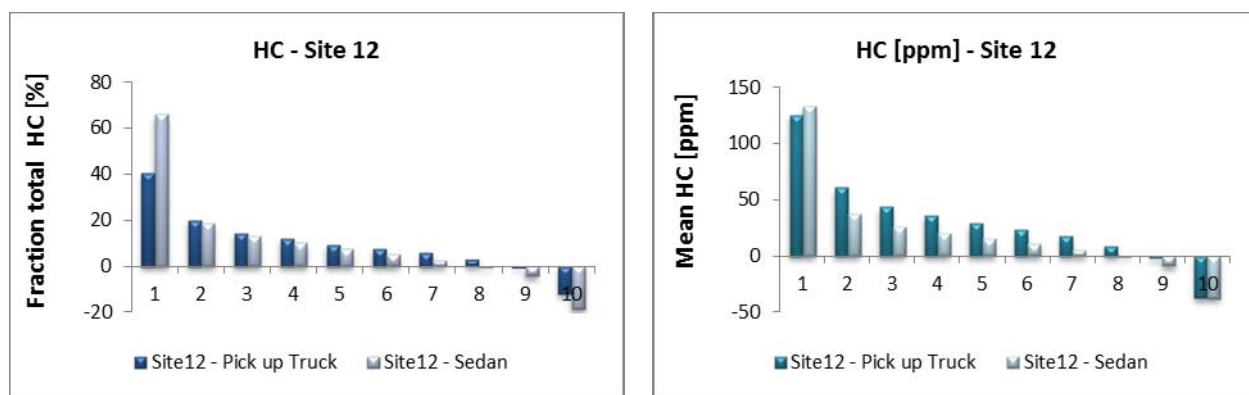 HC - Site 12
Fraction total HC [%]
80
60
40
20
0
-20
1 2 3 4 5 6 7 8 9 10
Site12 - Pick up Truck Site12 - Sedan
HC [ppm] - Site 12
Mean HC [ppm]
150
100
50
0
-50
1 2 3 4 5 6 7 8 9 10
Site12 - Pick up Truck Site12 - Sedan